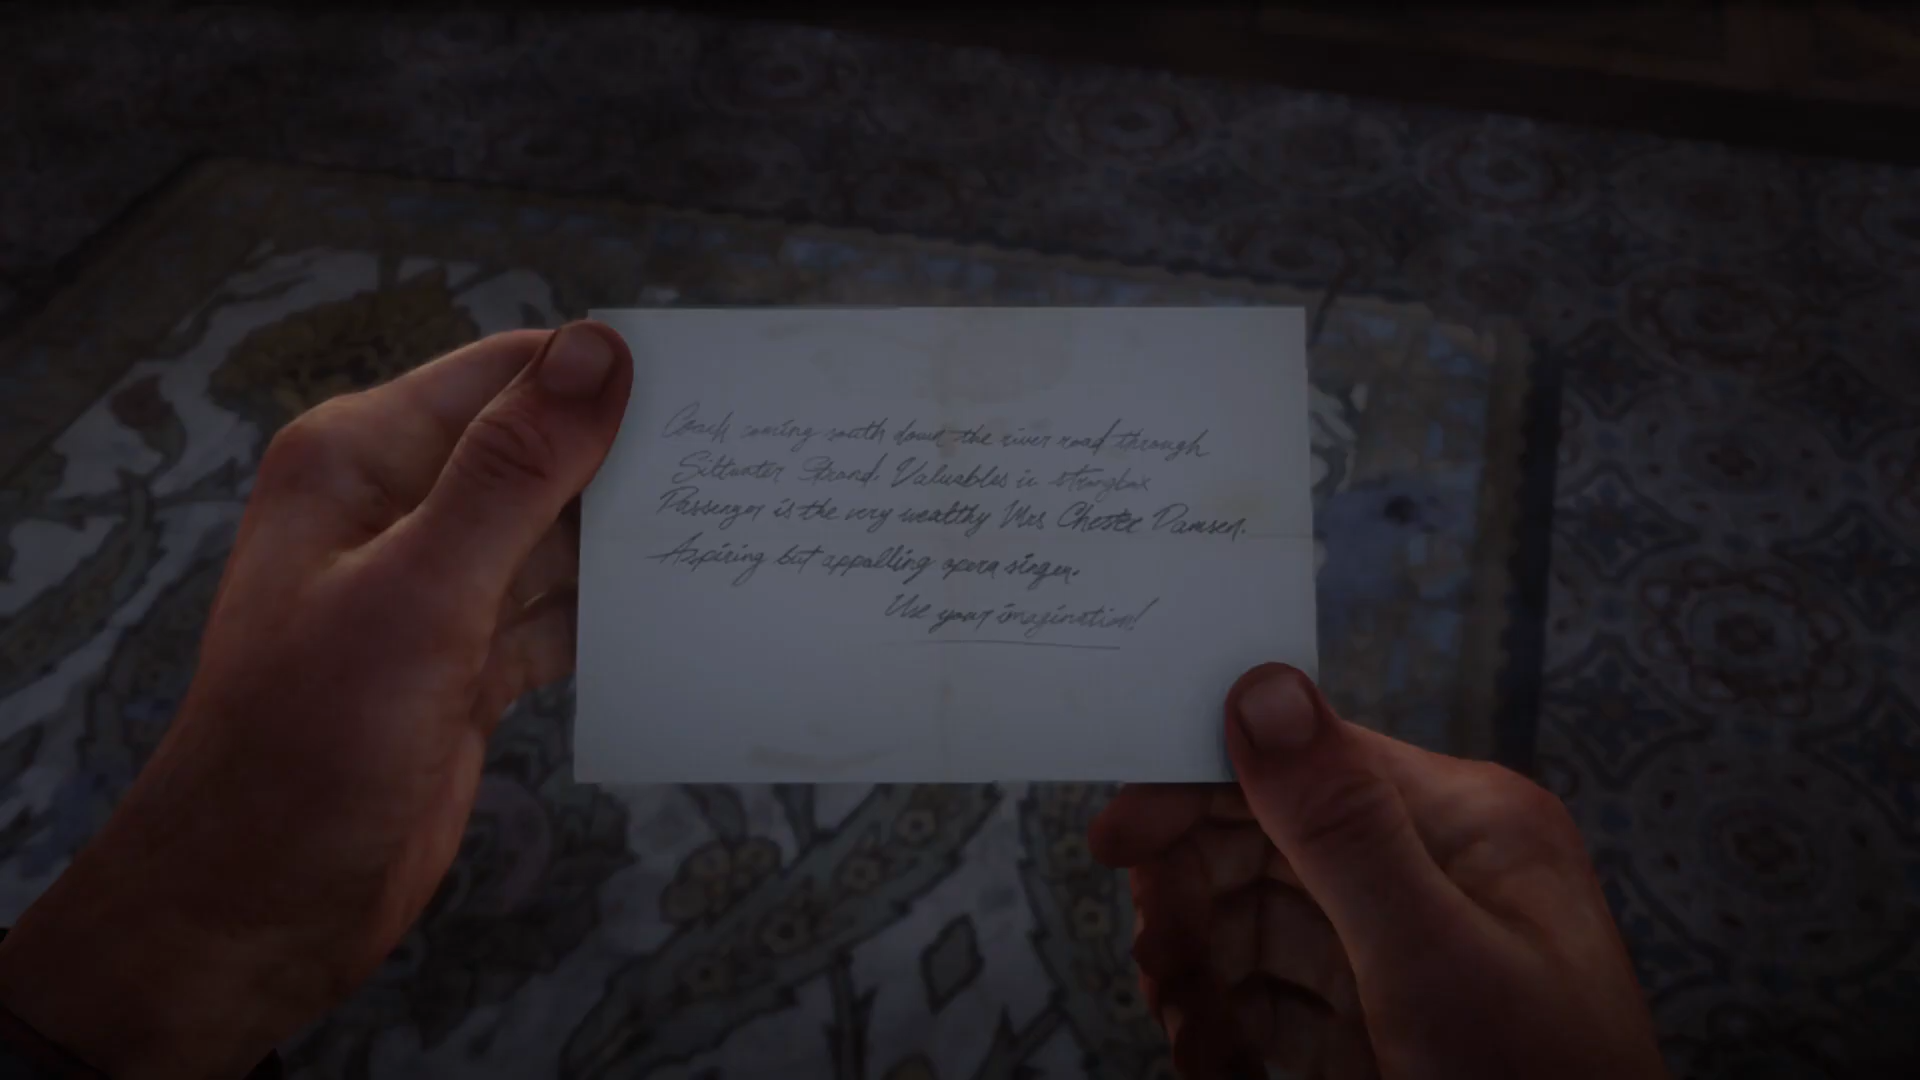 Coach coming south down the river road through
Siltwater Strand. Valuables in strongbox
Passenger is the very wealthy Mrs Chester Damsen.
Aspiring but appalling opera singer.
Use your imagination!